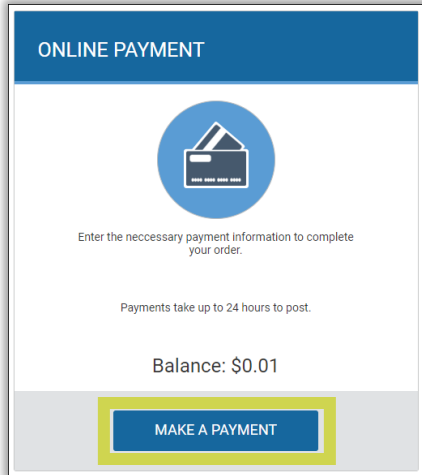 ONLINE PAYMENT
Enter the neccessary payment information to complete
your order.
Payments take up to 24 hours to post.
Balance: $0.01
MAKE A PAYMENT